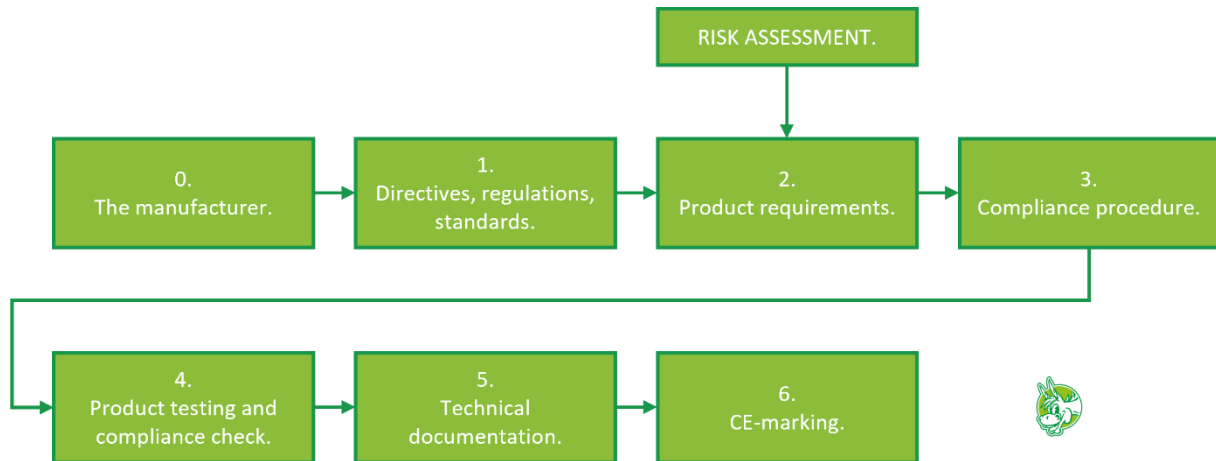 RISK ASSESSMENT.
0.
The manufacturer.
1.
Directives, regulations,
standards.
2.
Product requirements.
3.
Compliance procedure.
4.
Product testing and
compliance check.
5.
Technical
documentation.
6.
CE-marking.